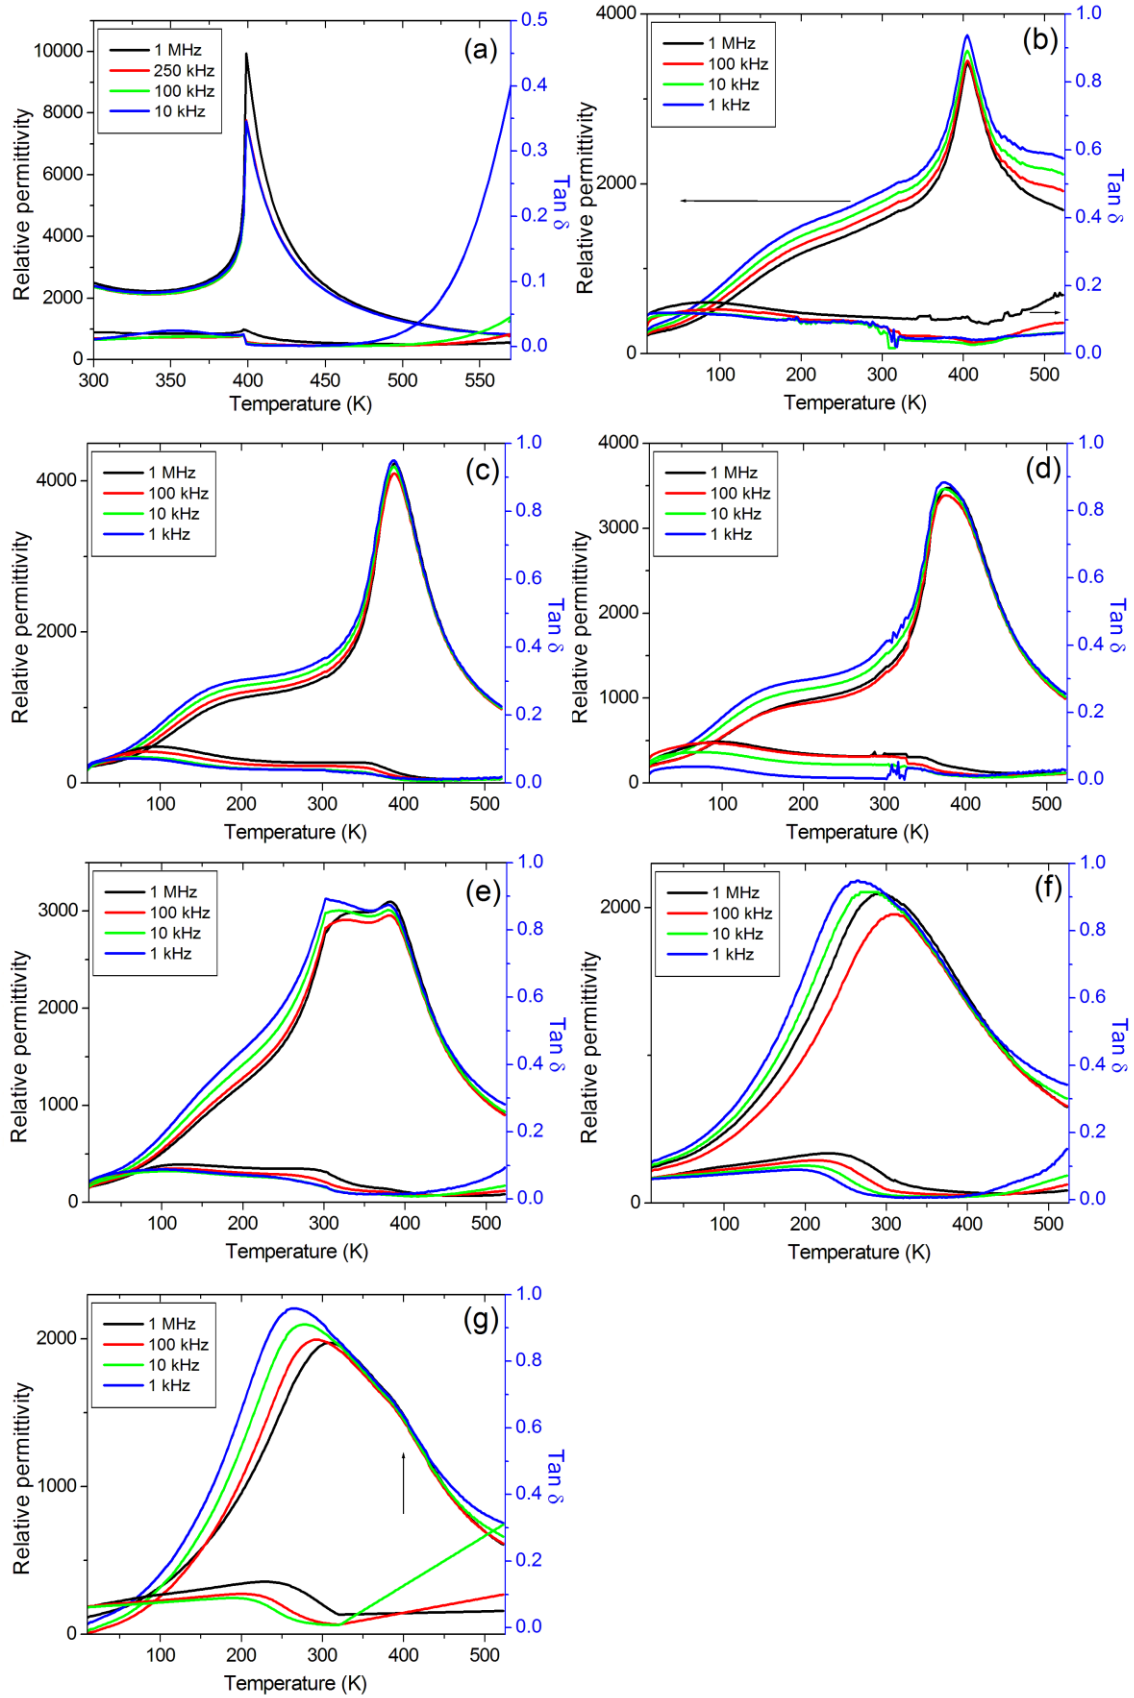 (a)
1 MHz
250 kHz
100 kHz
10 kHz
Relative permittivity
Tan δ
0
2000
4000
6000
8000
10000
0.0
0.1
0.2
0.3
0.4
0.5
300
350
400
450
500
550
Temperature (K)
(b)
1 MHz
100 kHz
10 kHz
1 kHz
Relative permittivity
Tan δ
0
2000
4000
0.0
0.2
0.4
0.6
0.8
1.0
100
200
300
400
500
Temperature (K)
(c)
1 MHz
100 kHz
10 kHz
1 kHz
Relative permittivity
Tan δ
0
2000
4000
0.0
0.2
0.4
0.6
0.8
1.0
100
200
300
400
500
Temperature (K)
(d)
1 MHz
100 kHz
10 kHz
1 kHz
Relative permittivity
Tan δ
0
1000
2000
3000
4000
0.0
0.2
0.4
0.6
0.8
1.0
100
200
300
400
500
Temperature (K)
(e)
1 MHz
100 kHz
10 kHz
1 kHz
Relative permittivity
Tan δ
0
1000
2000
3000
0.0
0.2
0.4
0.6
0.8
1.0
100
200
300
400
500
Temperature (K)
(f)
1 MHz
100 kHz
10 kHz
1 kHz
Relative permittivity
Tan δ
0
1000
2000
0.0
0.2
0.4
0.6
0.8
1.0
100
200
300
400
500
Temperature (K)
(g)
1 MHz
100 kHz
10 kHz
1 kHz
Relative permittivity
Tan δ
0
1000
2000
0.0
0.2
0.4
0.6
0.8
1.0
100
200
300
400
500
Temperature (K)